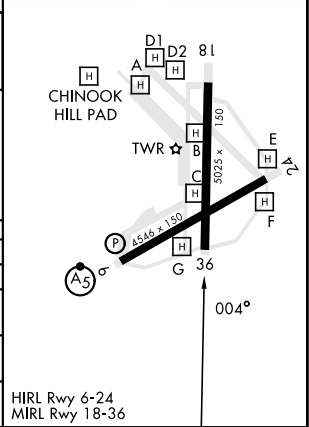 D1
D2
18
H
H
H
H
A
CHINOOK
HILL PAD
TWR
H
B
5025 x 150
E
H
24
C
H
H
F
P
4546 x 150
H
G
36
A5
6
004°
HIRL Rwy 6-24
MIRL Rwy 18-36